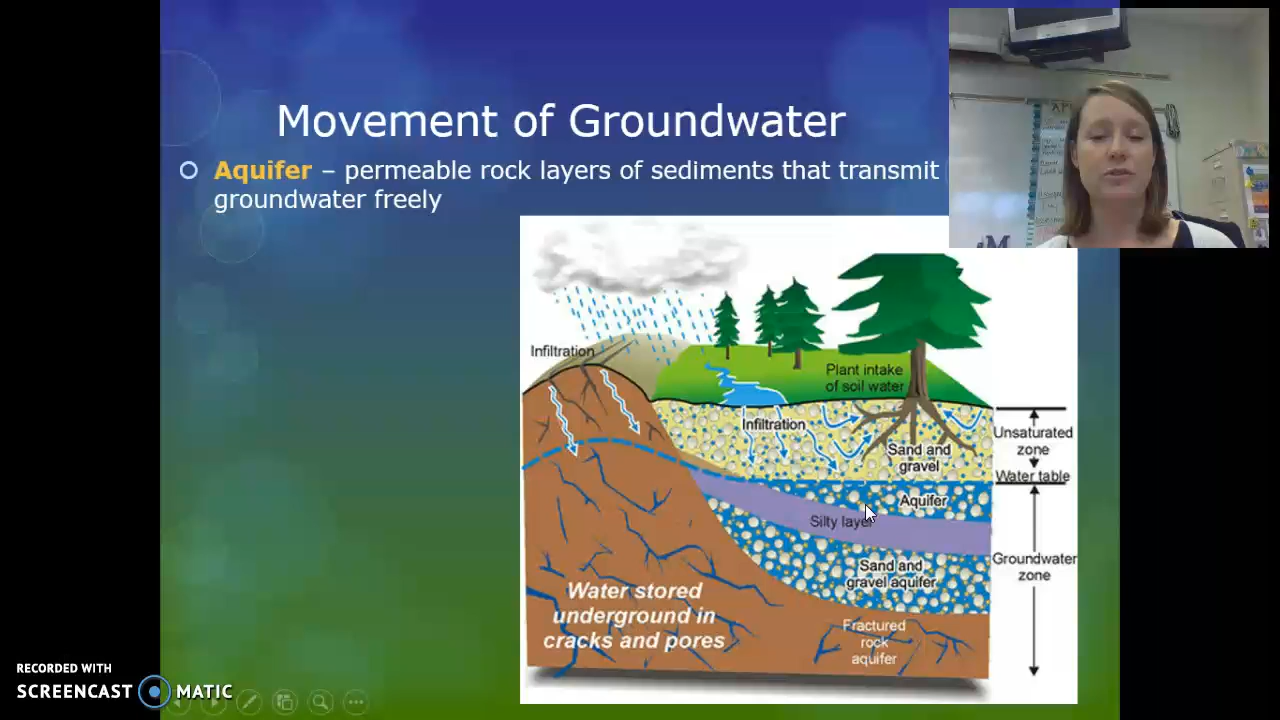 Movement of Groundwater
Aquifer – permeable rock layers of sediments that transmit
groundwater freely
Infiltration
Plant intake
of soil water
Infiltration
Sand and
gravel
Unsaturated
zone
Water table
Aquifer
Silty layer
Groundwater
zone
Sand and
gravel aquifer
Water stored
underground in
cracks and pores
Fractured
rock
aquifer
RECORDED WITH
SCREENCAST MATIC